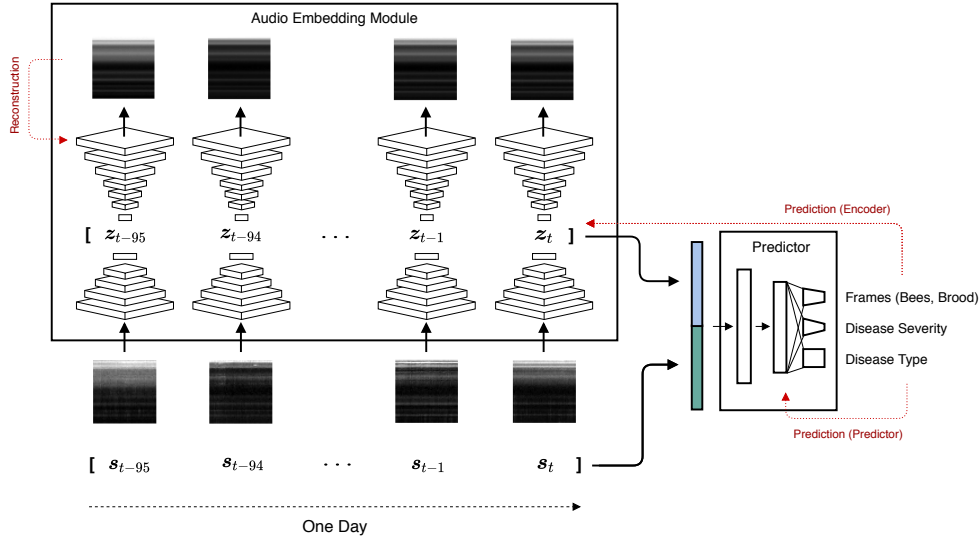 Audio Embedding Module
Reconstruction
[ z_{t−95} z_{t−94} · · · z_{t−1} z_t ]
Prediction (Encoder)
Predictor
Frames (Bees, Brood)
Disease Severity
Disease Type
Prediction (Predictor)
[ s_{t−95} s_{t−94} · · · s_{t−1} s_t ]
One Day